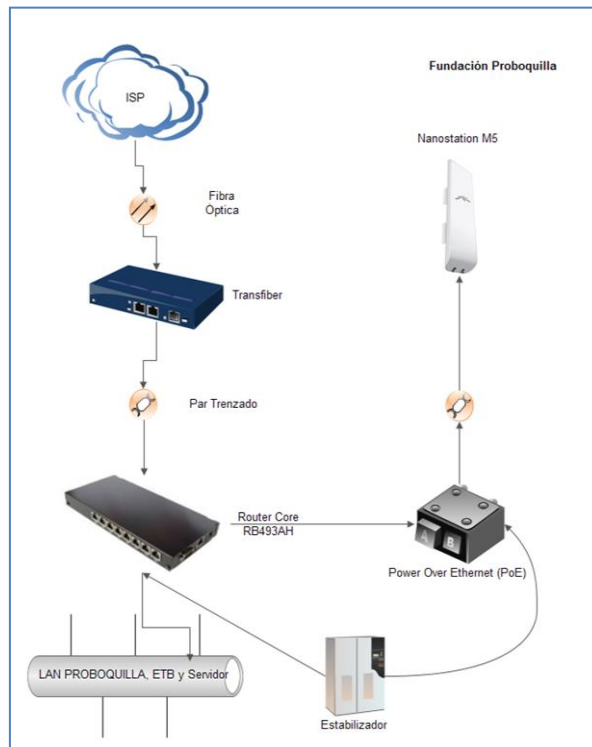 Fundación Proboquilla
ISP
Nanostation M5
Fibra
Óptica
Transfiber
Par Trenzado
Router Core
RB493AH
A B
Power Over Ethernet (PoE)
LAN PROBOQUILLA, ETB y Servidor
Estabilizador